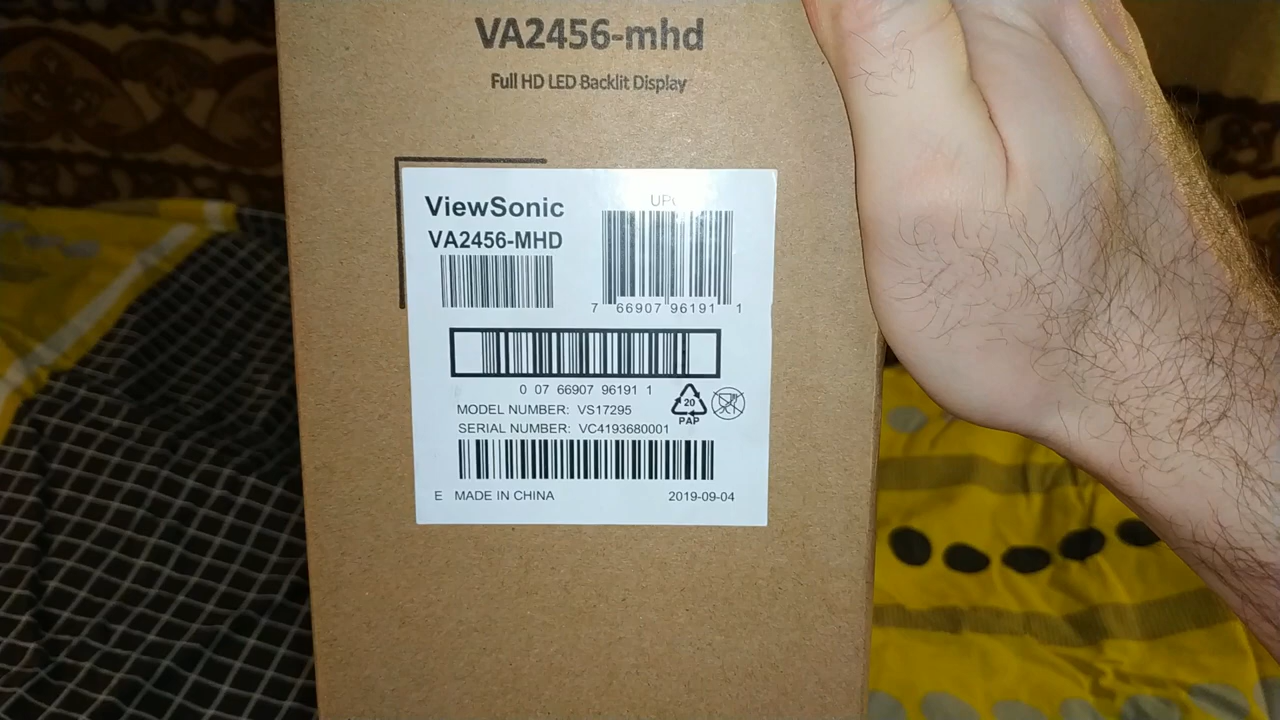 VA2456-mhd
Full HD LED Backlit Display
ViewSonic
VA2456-MHD
7 66907 96191 1
0 07 66907 96191 1
20
PAP
MODEL NUMBER: VS17295
SERIAL NUMBER: VC4193680001
E MADE IN CHINA 2019-09-04